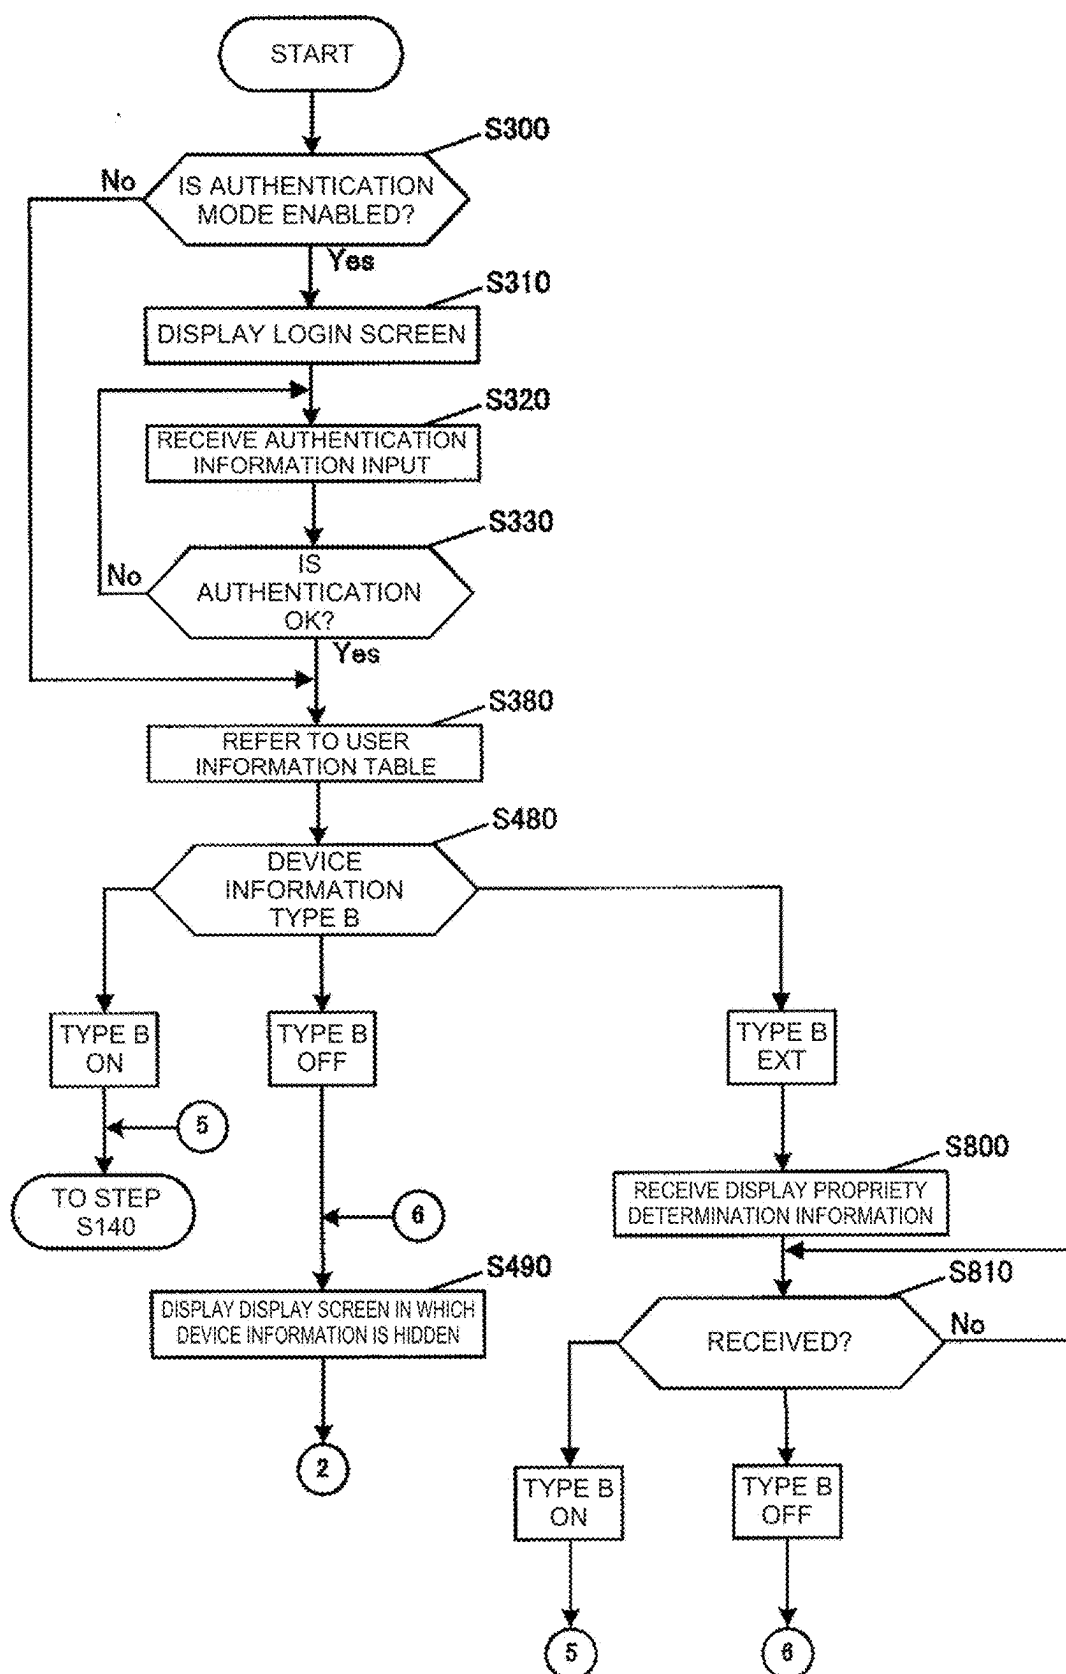 START
S300
No
IS AUTHENTICATION
MODE ENABLED?
Yes
S310
DISPLAY LOGIN SCREEN
S320
RECEIVE AUTHENTICATION
INFORMATION INPUT
S330
No
IS
AUTHENTICATION
OK?
Yes
S380
REFER TO USER
INFORMATION TABLE
S480
DEVICE
INFORMATION
TYPE B
TYPE B
ON
TYPE B
OFF
TYPE B
EXT
5
TO STEP
S140
6
S800
RECEIVE DISPLAY PROPRIETY
DETERMINATION INFORMATION
S490
DISPLAY DISPLAY SCREEN IN WHICH
DEVICE INFORMATION IS HIDDEN
S810
RECEIVED?
No
2
TYPE B
ON
TYPE B
OFF
5
6